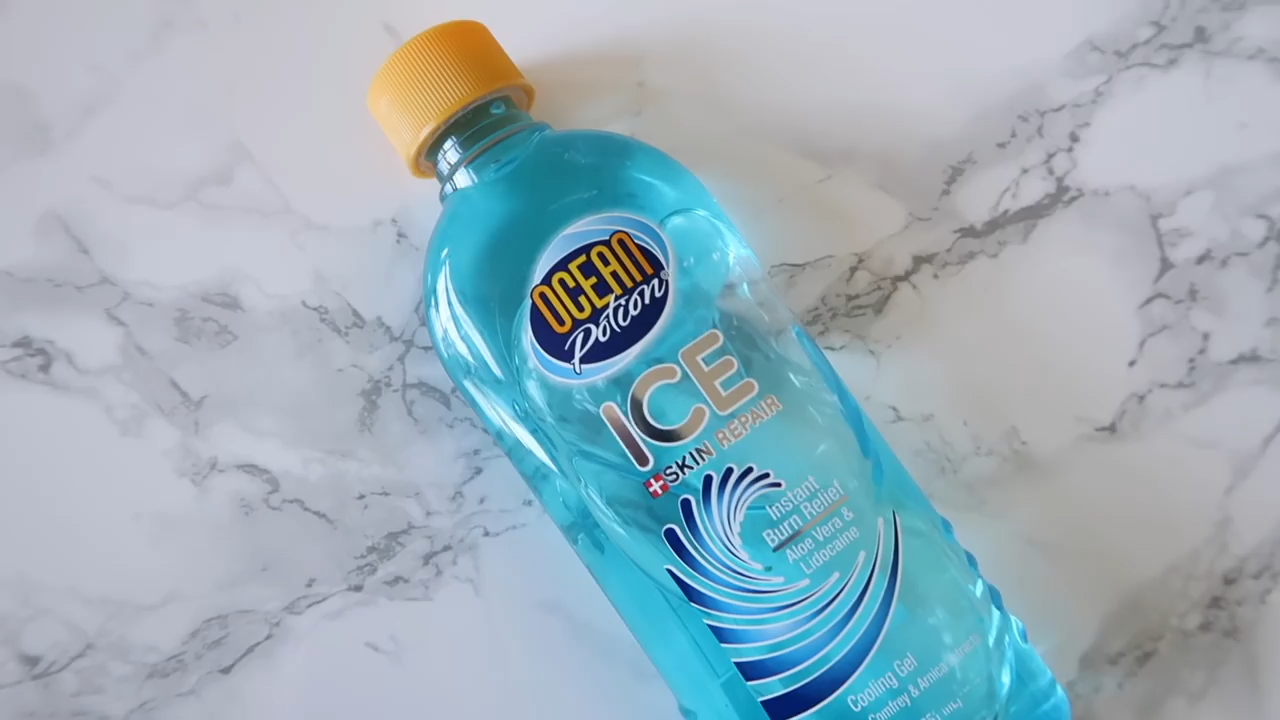 OCEAN
Potion®
ICE
SKIN REPAIR
Instant
Burn Relief
Aloe Vera &
Lidocaine
Cooling Gel
Comfrey & Arnica Extracts